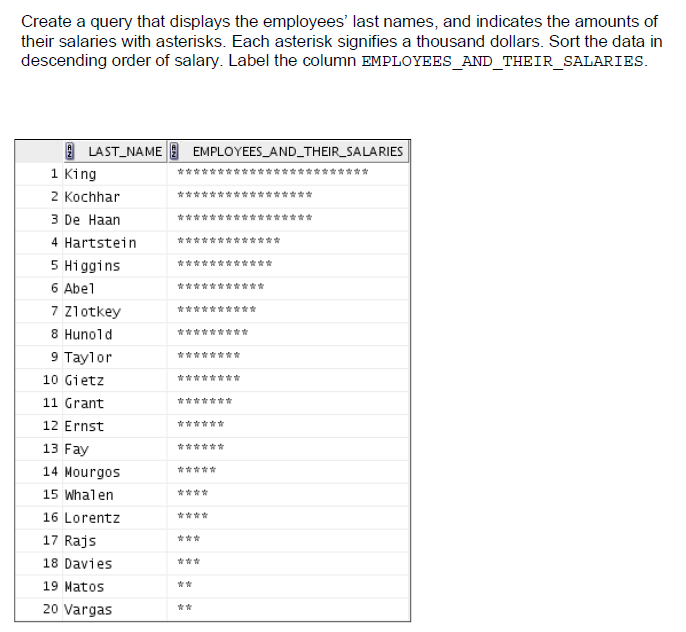 Create a query that displays the employees’ last names, and indicates the amounts of
their salaries with asterisks. Each asterisk signifies a thousand dollars. Sort the data in
descending order of salary. Label the column EMPLOYEES_AND_THEIR_SALARIES.
LAST_NAME EMPLOYEES_AND_THEIR_SALARIES
1 King ************************
2 Kochhar *****************
3 De Haan *****************
4 Hartstein *************
5 Higgins ************
6 Abel ***********
7 Zlotkey **********
8 Hunold *********
9 Taylor ********
10 Gietz ********
11 Grant *******
12 Ernst ******
13 Fay ******
14 Mourgos *****
15 Whalen ****
16 Lorentz ****
17 Rajs ***
18 Davies ***
19 Matos **
20 Vargas **